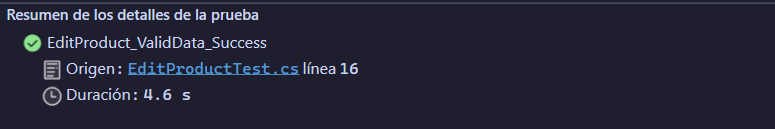 Resumen de los detalles de la prueba
EditProduct_ValidData_Success
Origen: EditProductTest.cs línea 16
Duración: 4.6 s